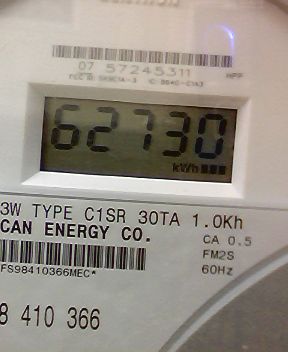 07 57245311 HPP
62730
kWh
3W TYPE C1SR 30TA 1.0Kh
CAN ENERGY CO. CA 0.5
FM2S
FS98410366MEC* 60Hz
8 410 366